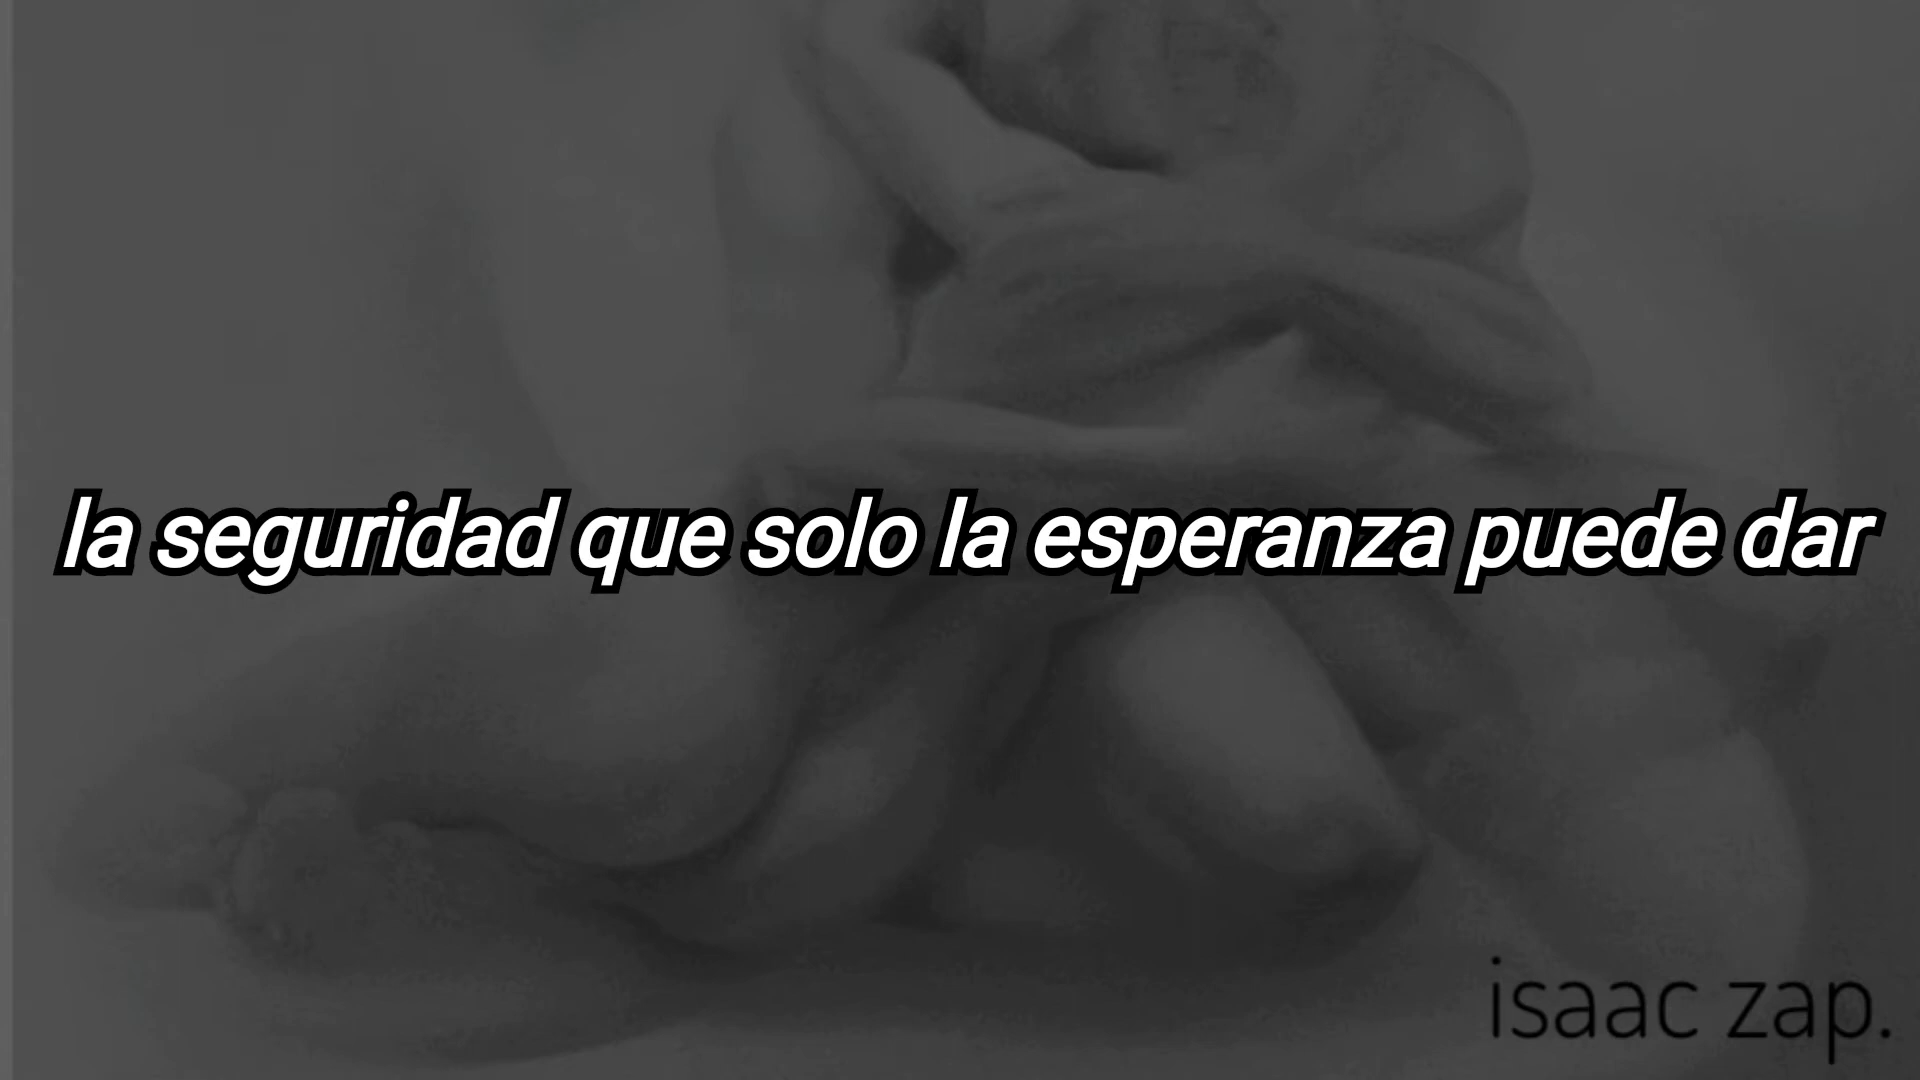 la seguridad que solo la esperanza puede dar
isaac zap.